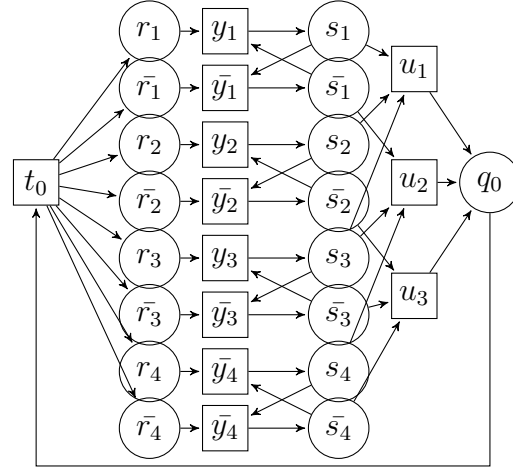 r₁ y₁ s₁
u₁
r̄₁ ȳ₁ s̄₁
r₂ y₂ s₂
t₀ u₂ q₀
r̄₂ ȳ₂ s̄₂
r₃ y₃ s₃
u₃
r̄₃ ȳ₃ s̄₃
r₄ ȳ₄ s₄
r̄₄ ȳ₄ s̄₄